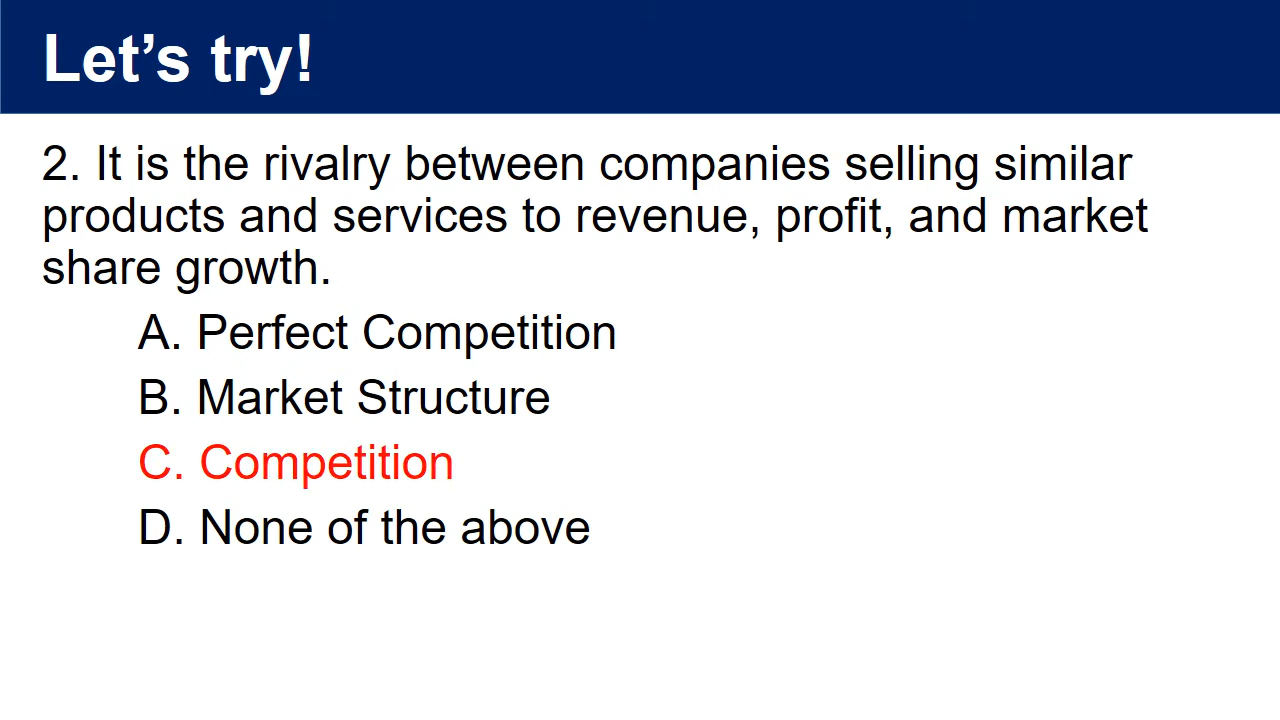 Let’s try!
2. It is the rivalry between companies selling similar
products and services to revenue, profit, and market
share growth.
A. Perfect Competition
B. Market Structure
C. Competition
D. None of the above